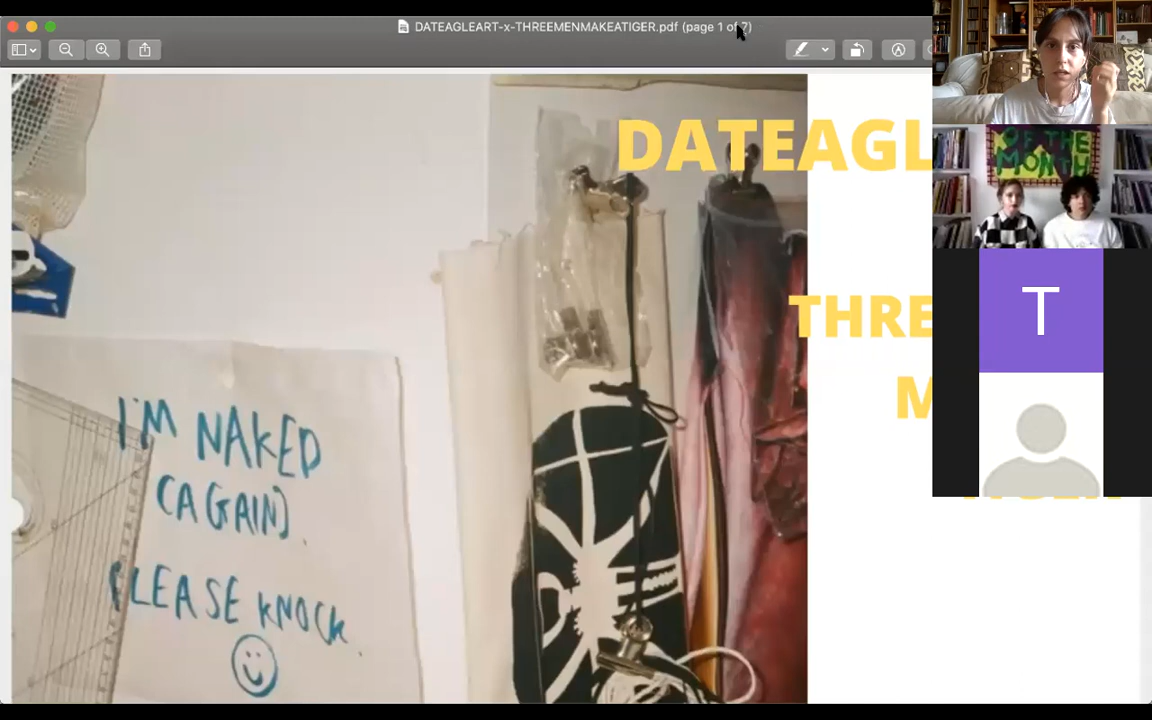 DATEAGLEART-x-THREEMENMAKEATIGER.pdf (page 1 of 7)
DATEAGL
THRE
M
OF THE
MONTH
T
I'M NAKED
(AGAIN).
PLEASE KNOCK.